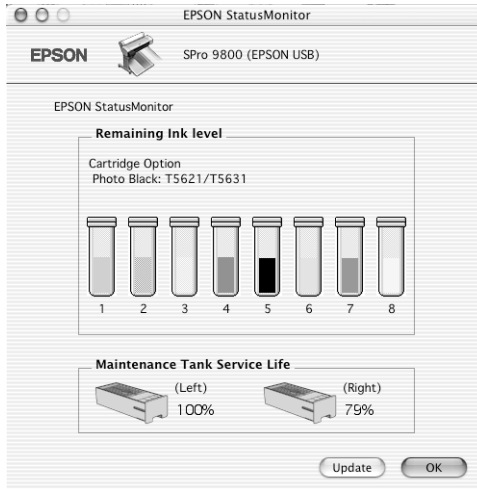 EPSON StatusMonitor
EPSON
SPro 9800 (EPSON USB)
EPSON StatusMonitor
Remaining Ink level
Cartridge Option
Photo Black: T5621/T5631
1 2 3 4 5 6 7 8
Maintenance Tank Service Life
(Left) (Right)
100% 79%
Update OK